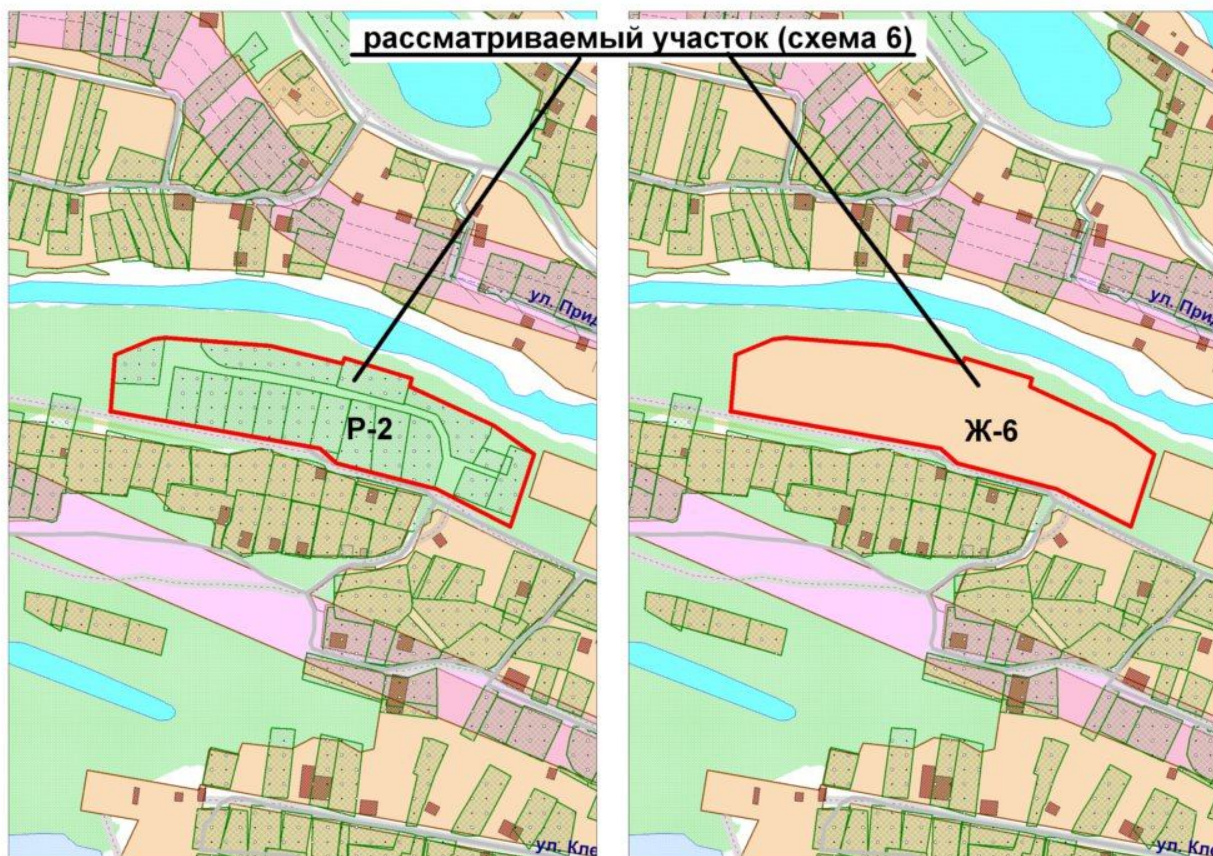 рассматриваемый участок (схема 6)
ул. Прид
ул. Прид
Р-2
Ж-6
ул. Кле
ул. Кле